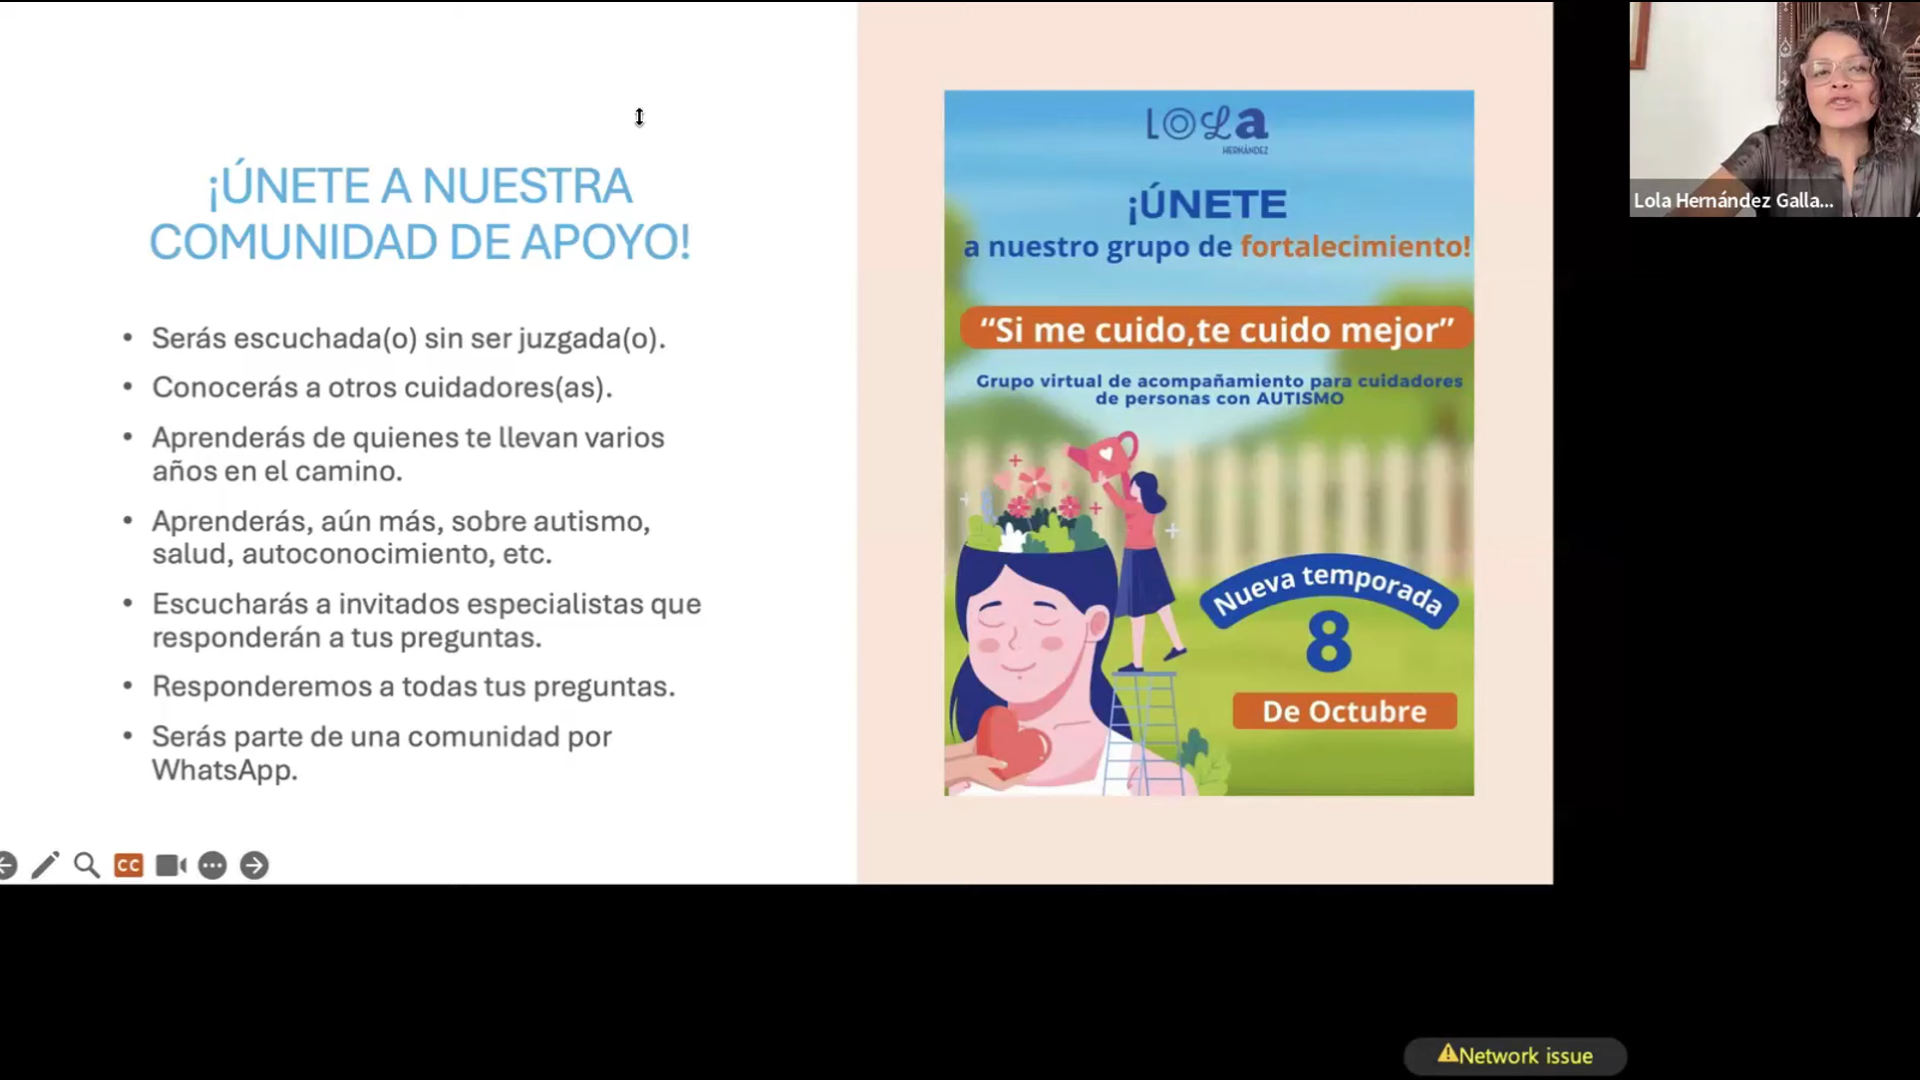 ¡ÚNETE A NUESTRA
COMUNIDAD DE APOYO!
• Serás escuchada(o) sin ser juzgada(o).
• Conocerás a otros cuidadores(as).
• Aprenderás de quienes te llevan varios
años en el camino.
• Aprenderás, aún más, sobre autismo,
salud, autoconocimiento, etc.
• Escucharás a invitados especialistas que
responderán a tus preguntas.
• Responderemos a todas tus preguntas.
• Serás parte de una comunidad por
WhatsApp.
CC
LOLa
HERNÁNDEZ
¡ÚNETE
a nuestro grupo de fortalecimiento!
“Si me cuido,te cuido mejor”
Grupo virtual de acompañamiento para cuidadores
de personas con AUTISMO
Nueva temporada
8
De Octubre
Lola Hernández Galla...
Network issue